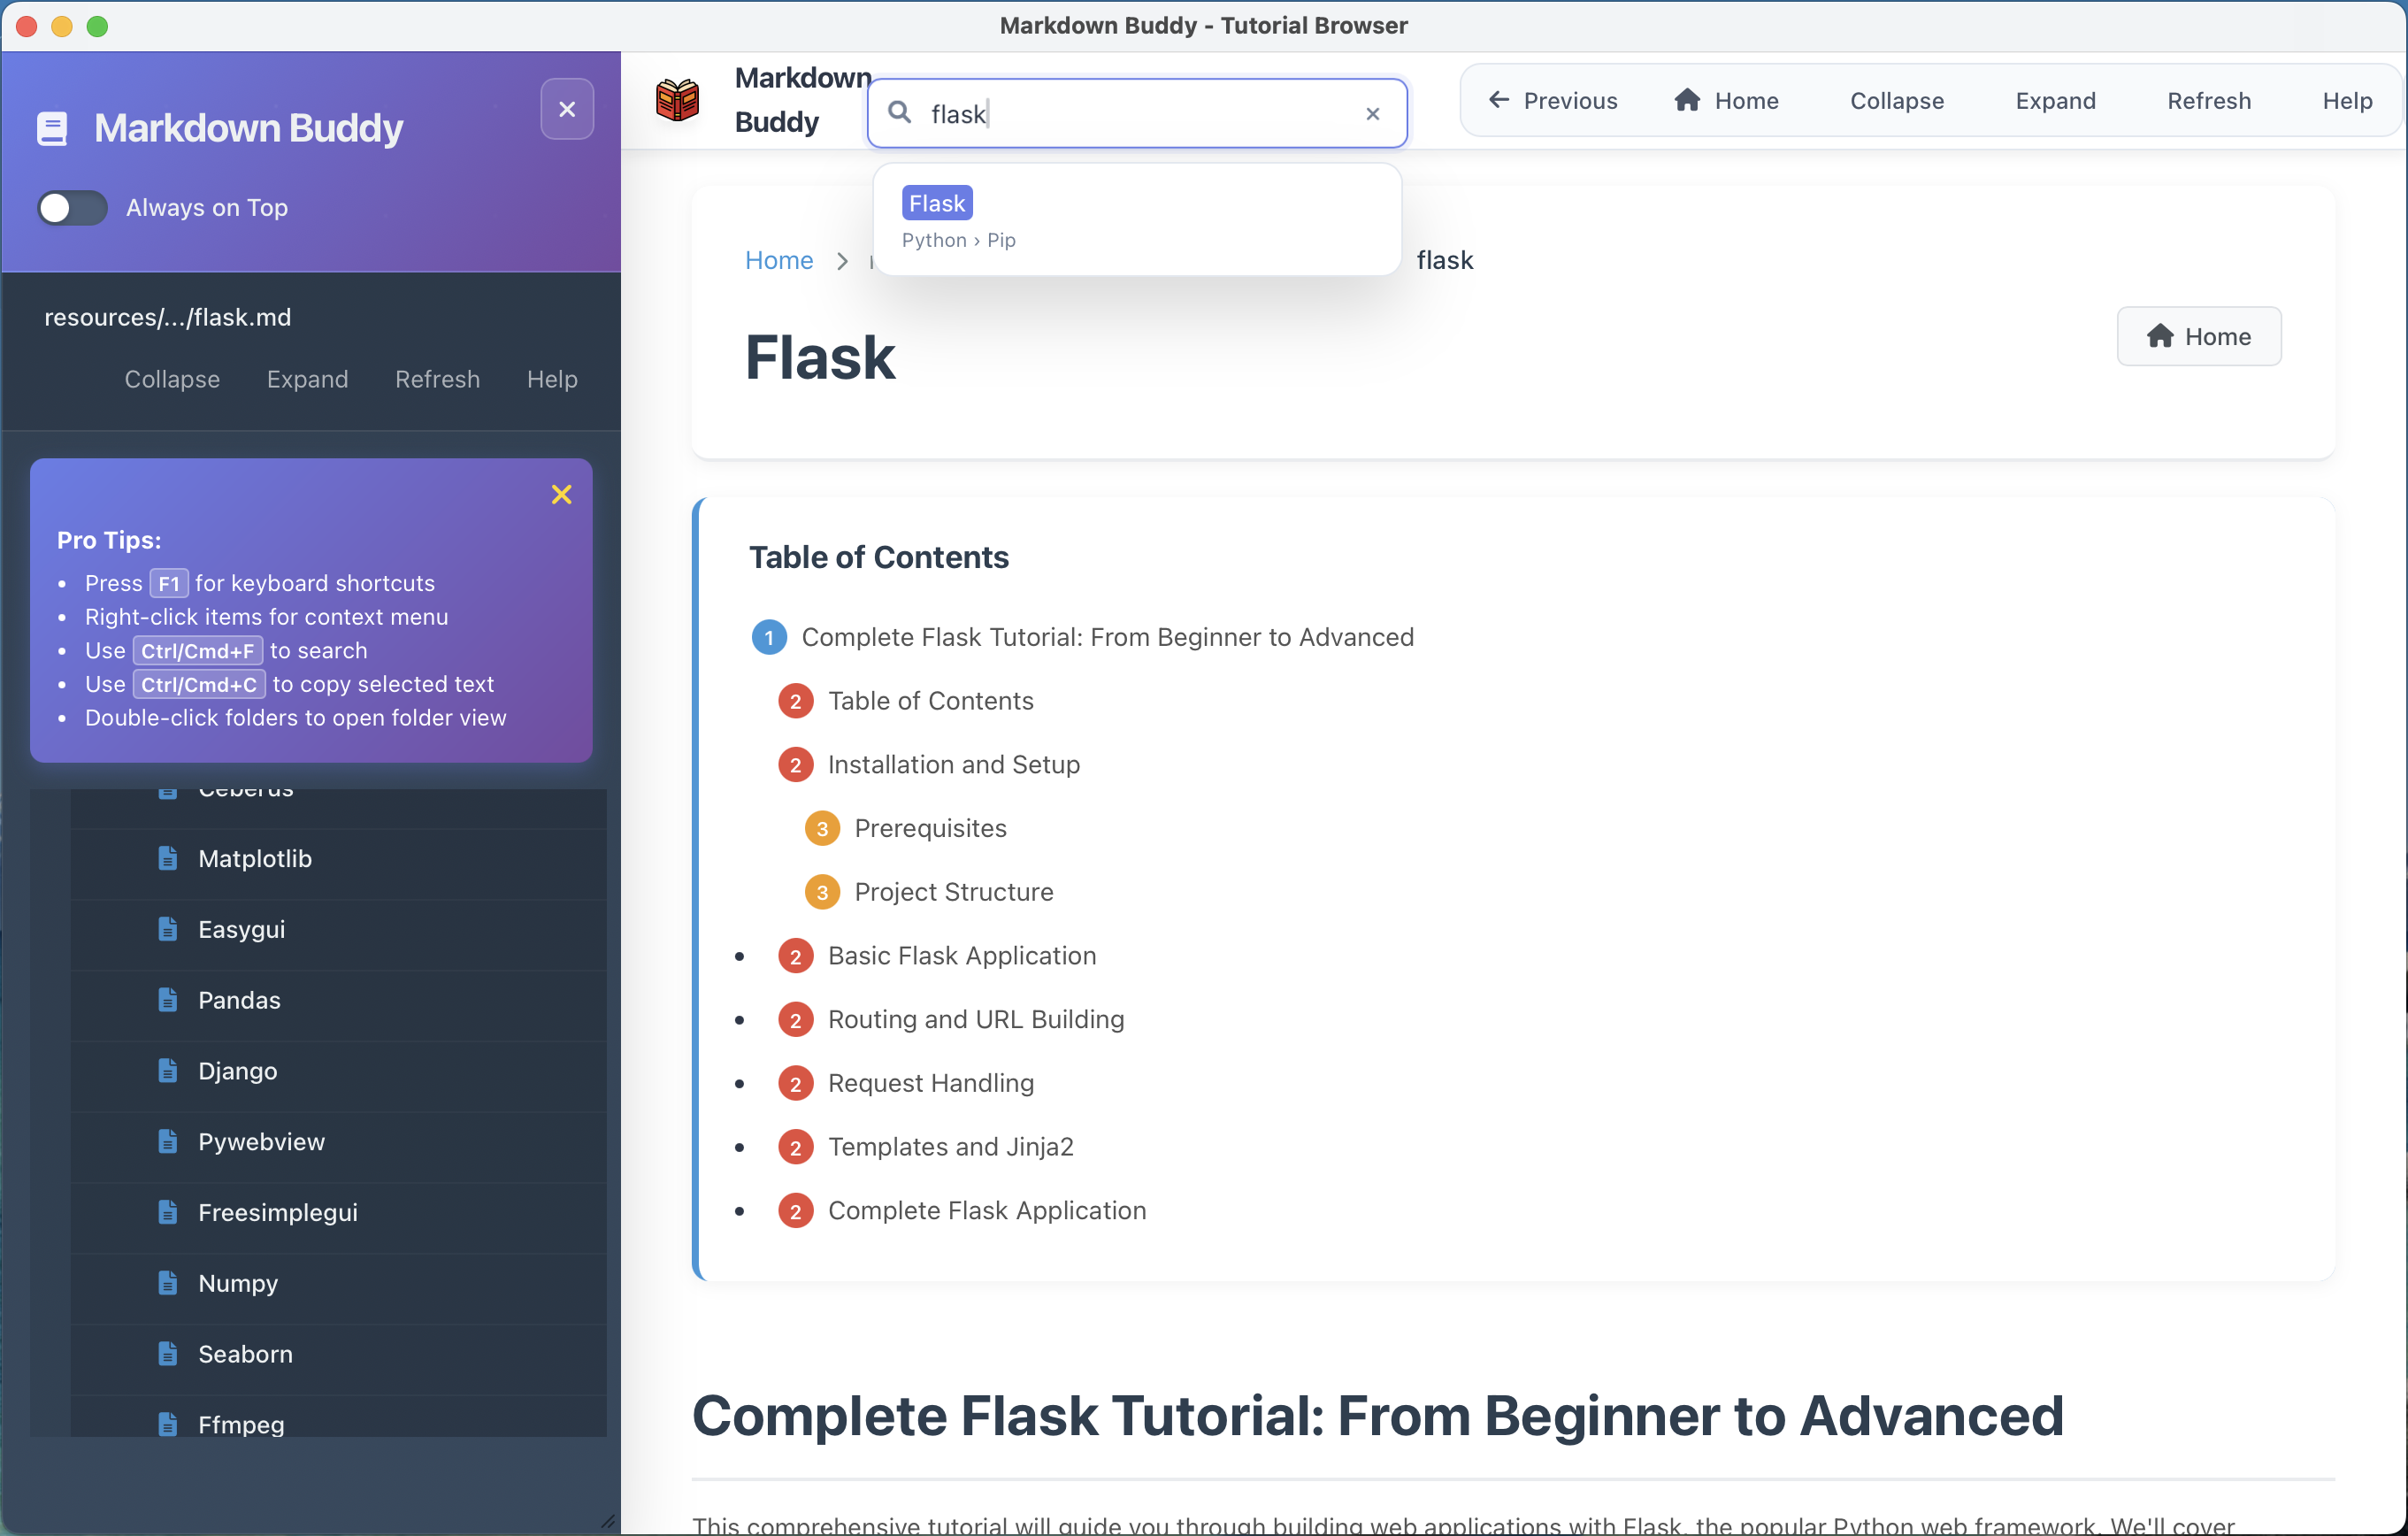 Markdown Buddy - Tutorial Browser
Markdown Buddy
Always on Top
resources/.../flask.md
Collapse Expand Refresh Help
Pro Tips:
Press F1 for keyboard shortcuts
Right-click items for context menu
Use Ctrl/Cmd+F to search
Use Ctrl/Cmd+C to copy selected text
Double-click folders to open folder view
Ceberus
Matplotlib
Easygui
Pandas
Django
Pywebview
Freesimplegui
Numpy
Seaborn
Ffmpeg
Markdown
Buddy
flask
Previous Home Collapse Expand Refresh Help
Flask
Python › Pip
Home flask
Flask
Home
Table of Contents
1 Complete Flask Tutorial: From Beginner to Advanced
2 Table of Contents
2 Installation and Setup
3 Prerequisites
3 Project Structure
• 2 Basic Flask Application
• 2 Routing and URL Building
• 2 Request Handling
• 2 Templates and Jinja2
• 2 Complete Flask Application
Complete Flask Tutorial: From Beginner to Advanced
This comprehensive tutorial will guide you through building web applications with Flask, the popular Python web framework. We'll cover